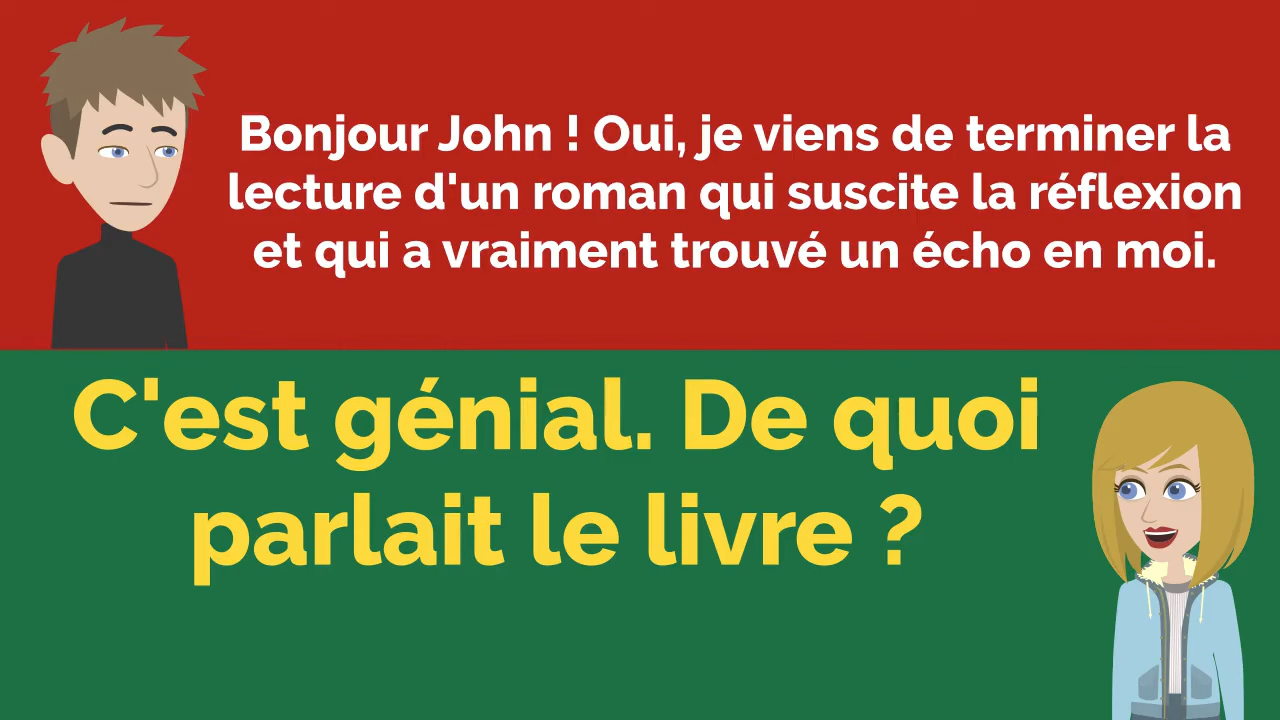 Bonjour John ! Oui, je viens de terminer la
lecture d'un roman qui suscite la réflexion
et qui a vraiment trouvé un écho en moi.
C'est génial. De quoi
parlait le livre ?